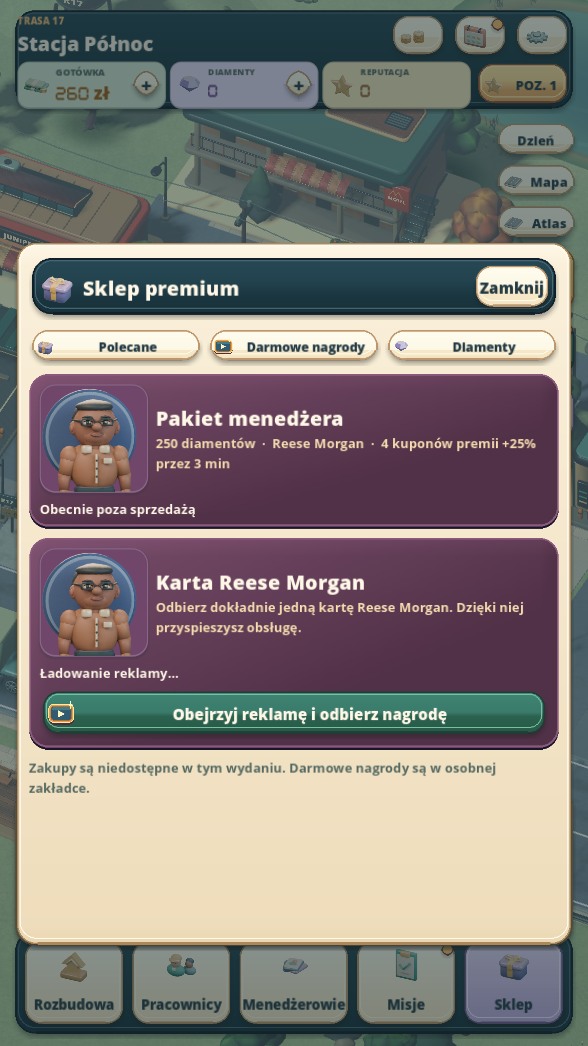 TRASA 17
Stacja Północ
GOTÓWKA
260 zł
DIAMENTY
0
REPUTACJA
0
POZ. 1
Dzień
Mapa
Atlas
Sklep premium
Zamknij
Polecane
Darmowe nagrody
Diamenty
Pakiet menedżera
250 diamentów · Reese Morgan · 4 kuponów premii +25%
przez 3 min
Obecnie poza sprzedażą
Karta Reese Morgan
Odbierz dokładnie jedną kartę Reese Morgan. Dzięki niej
przyspieszysz obsługę.
Ładowanie reklamy...
Obejrzyj reklamę i odbierz nagrodę
Zakupy są niedostępne w tym wydaniu. Darmowe nagrody są w osobnej
zakładce.
Rozbudowa
Pracownicy
Menedżerowie
Misje
Sklep